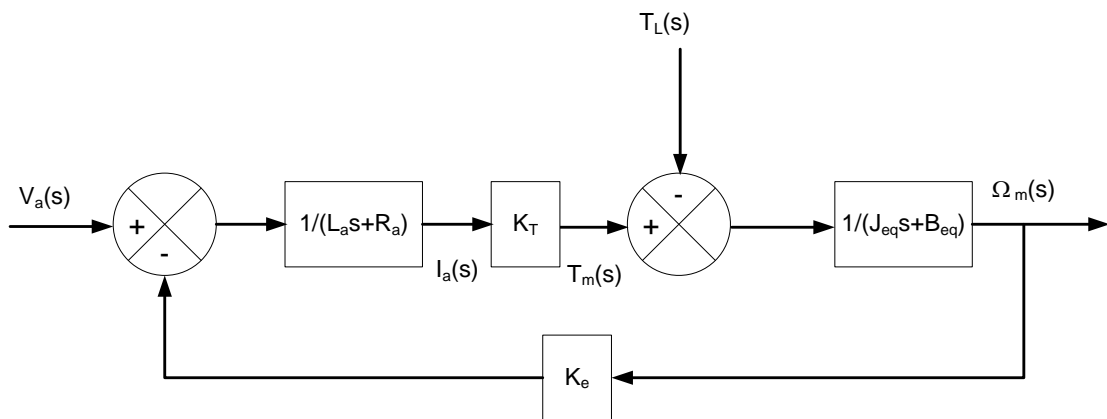 T_L(s)
V_a(s)
+
-
1/(L_as+R_a)
I_a(s)
K_T
T_m(s)
+
-
1/(J_eqs+B_eq)
Ω_m(s)
K_e